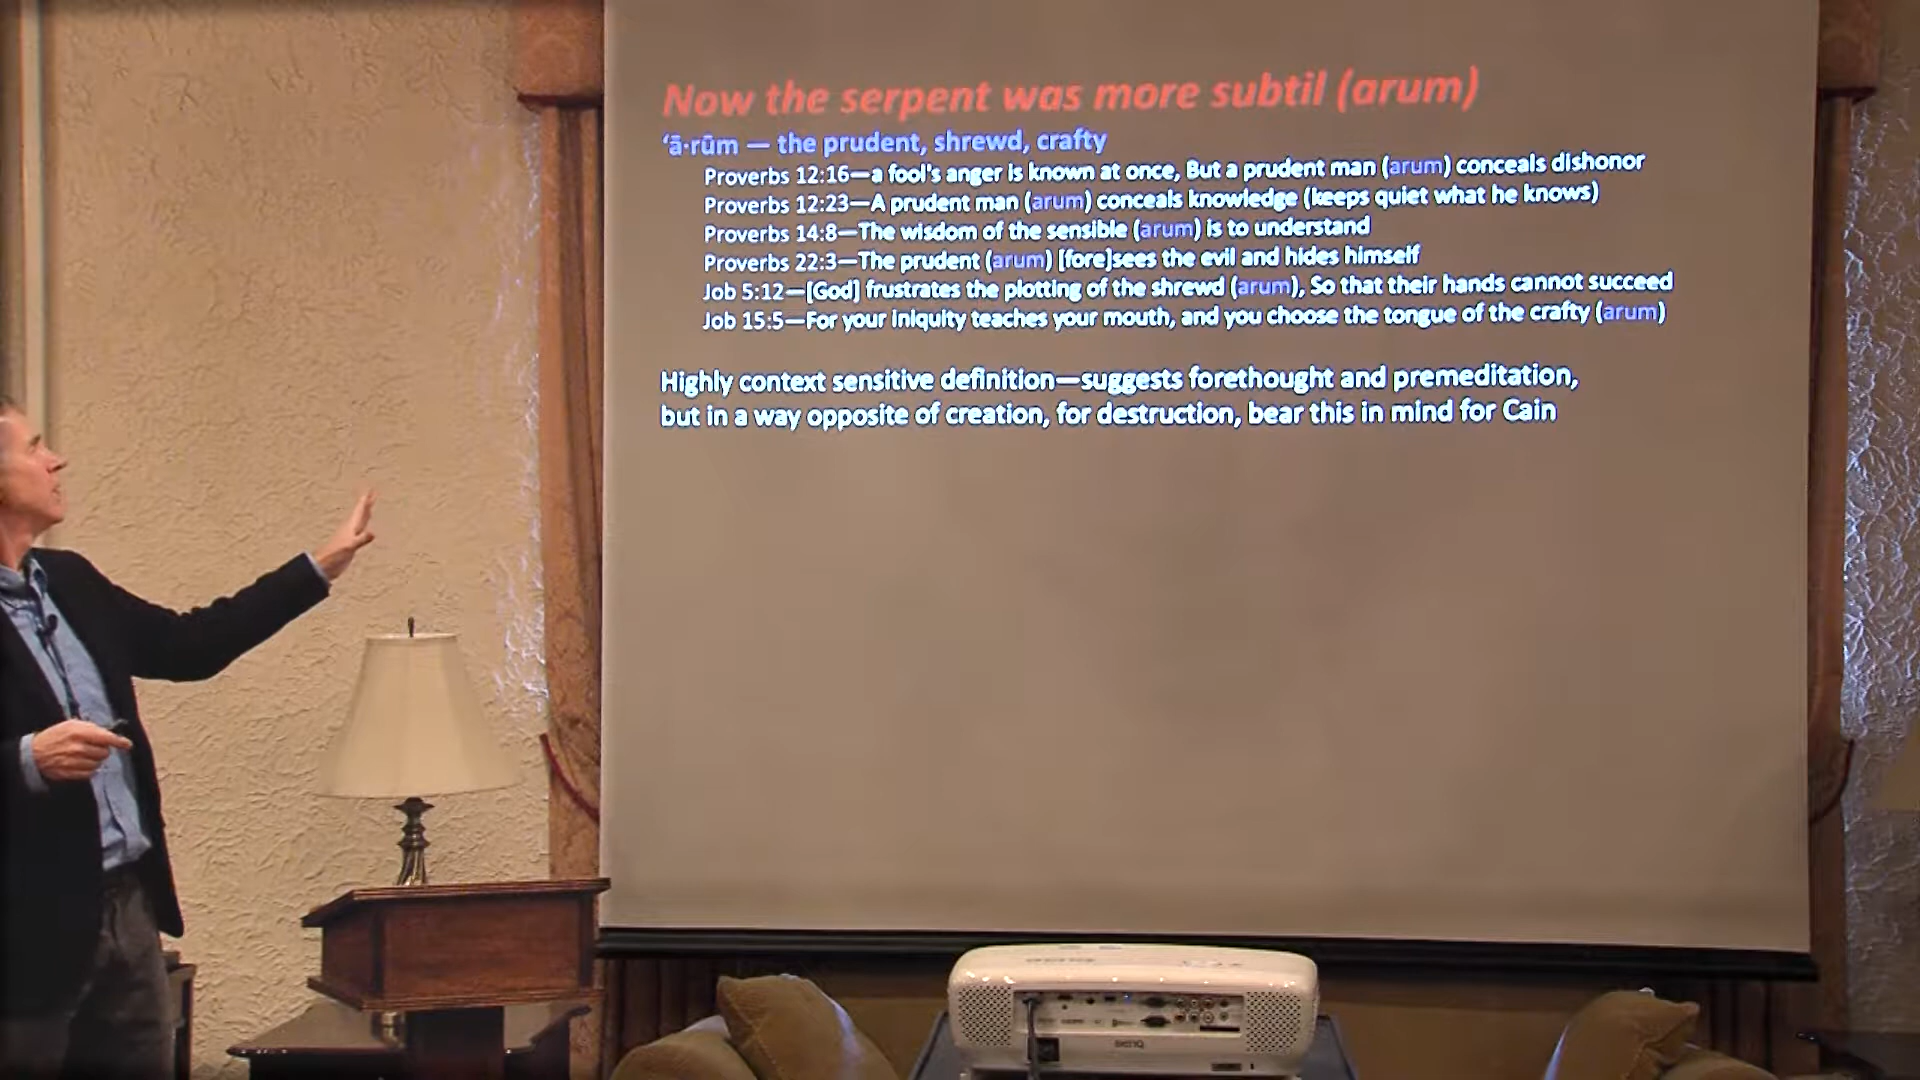 Now the serpent was more subtil (arum)
‘ā·rūm — the prudent, shrewd, crafty
Proverbs 12:16—a fool's anger is known at once, But a prudent man (arum) conceals dishonor
Proverbs 12:23—A prudent man (arum) conceals knowledge (keeps quiet what he knows)
Proverbs 14:8—The wisdom of the sensible (arum) is to understand
Proverbs 22:3—The prudent (arum) [fore]sees the evil and hides himself
Job 5:12—[God] frustrates the plotting of the shrewd (arum), So that their hands cannot succeed
Job 15:5—For your iniquity teaches your mouth, and you choose the tongue of the crafty (arum)
Highly context sensitive definition—suggests forethought and premeditation,
but in a way opposite of creation, for destruction, bear this in mind for Cain
BenQ